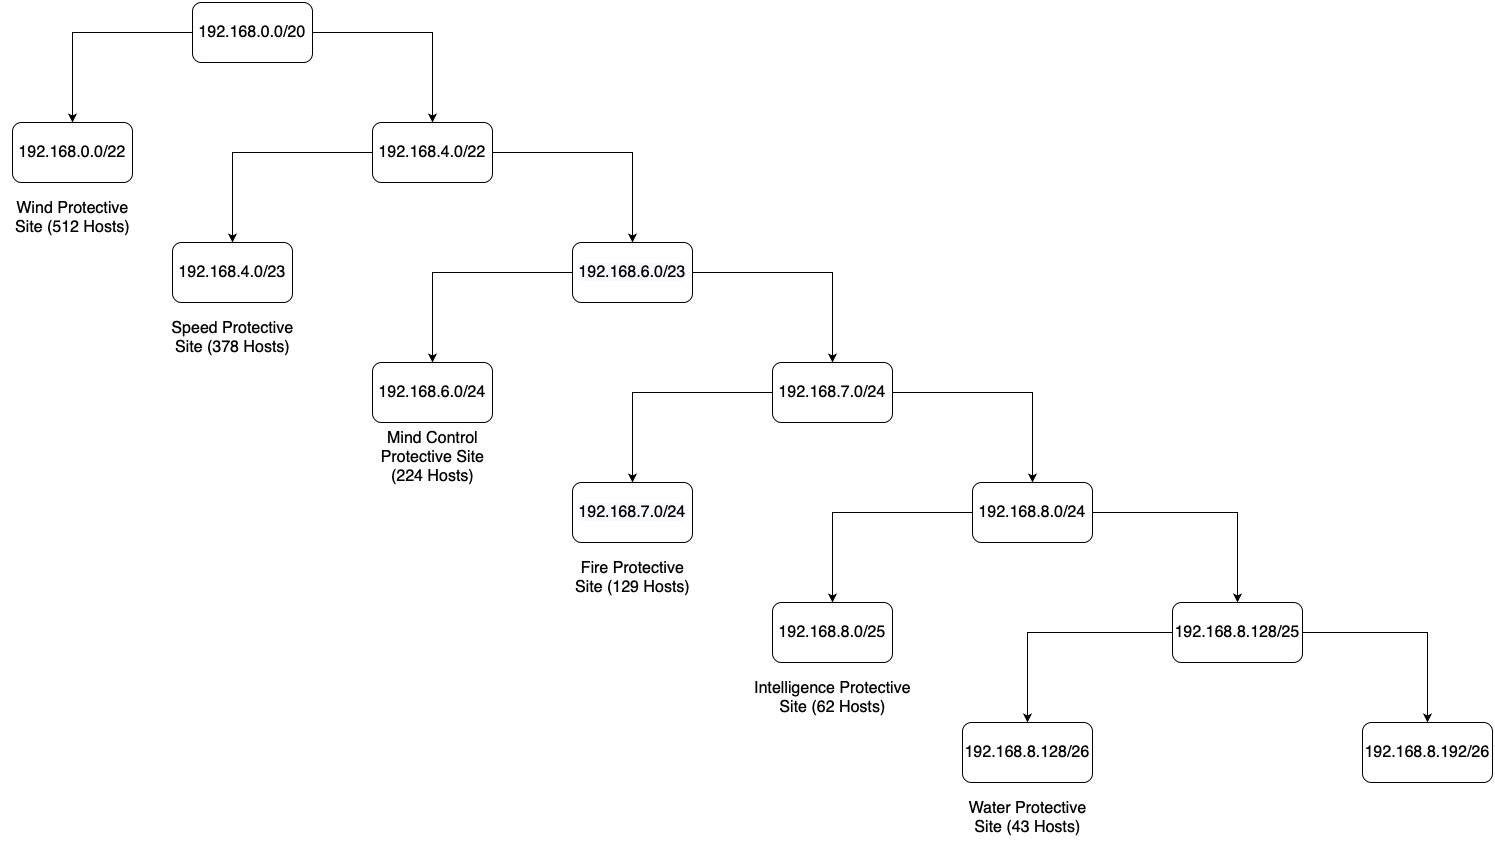 192.168.0.0/20
192.168.0.0/22
192.168.4.0/22
Wind Protective
Site (512 Hosts)
192.168.4.0/23
192.168.6.0/23
Speed Protective
Site (378 Hosts)
192.168.6.0/24
192.168.7.0/24
Mind Control
Protective Site
(224 Hosts)
192.168.7.0/24
192.168.8.0/24
Fire Protective
Site (129 Hosts)
192.168.8.0/25
192.168.8.128/25
Intelligence Protective
Site (62 Hosts)
192.168.8.128/26
192.168.8.192/26
Water Protective
Site (43 Hosts)